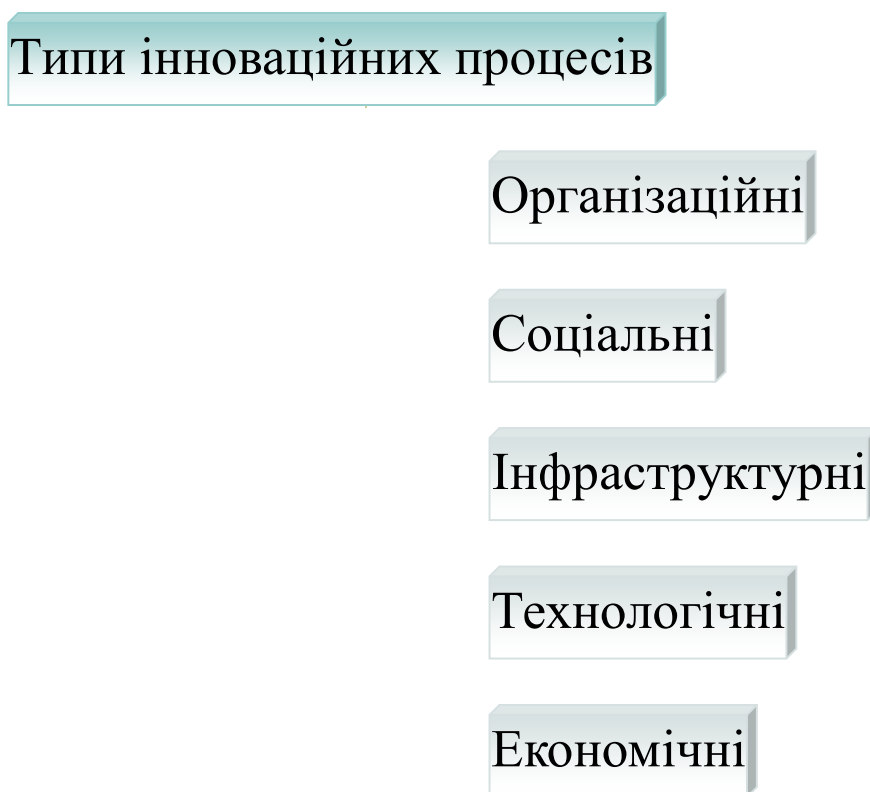 Типи інноваційних процесів
Організаційні
Соціальні
Інфраструктурні
Технологічні
Економічні